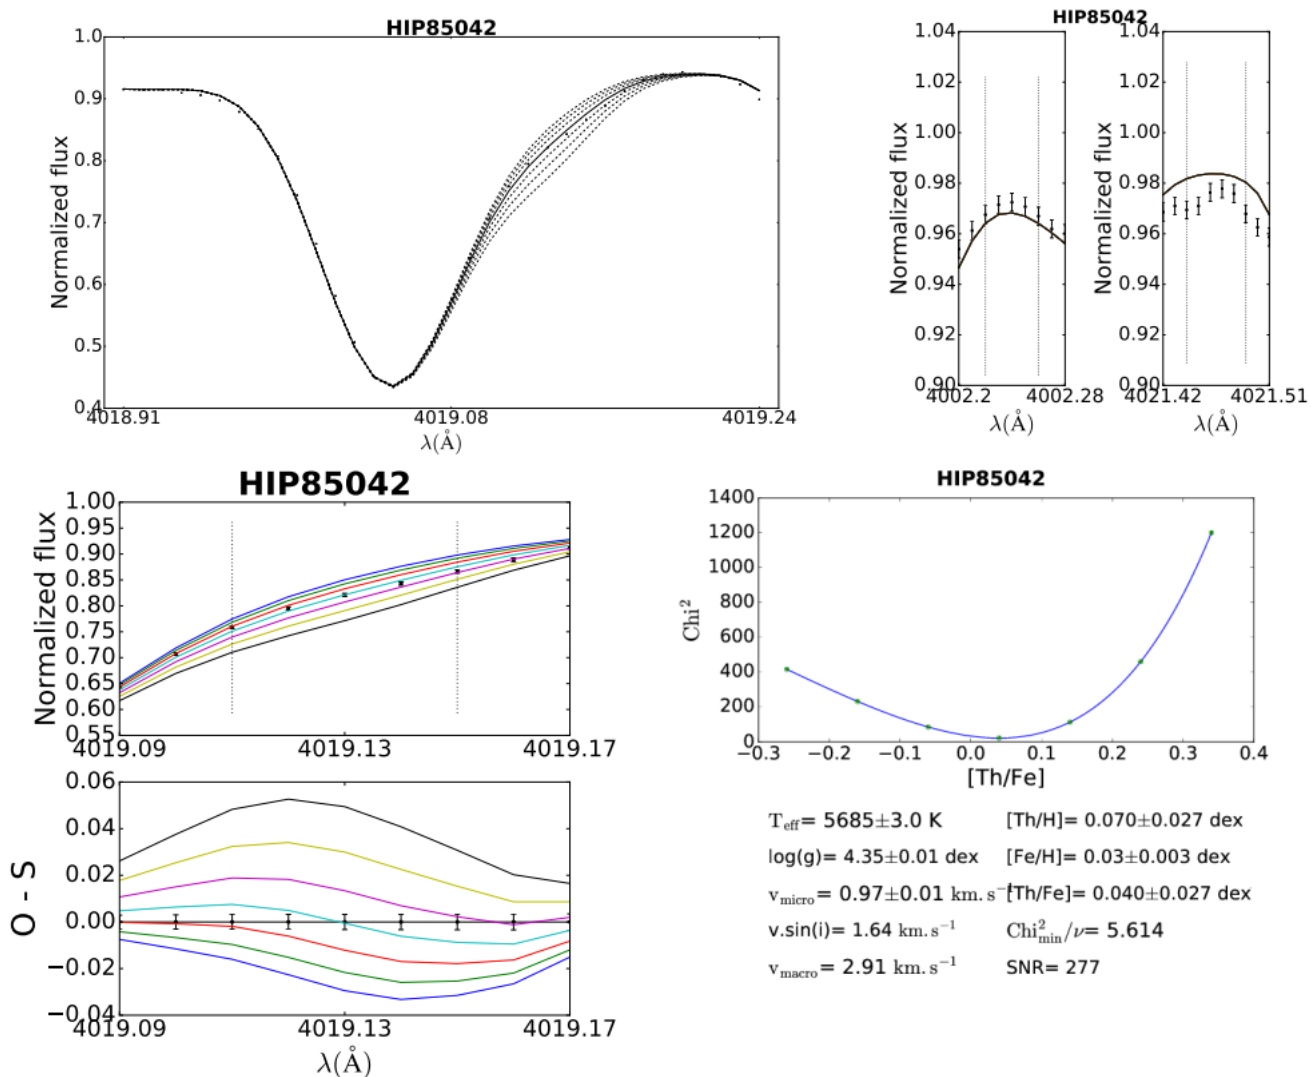 HIP85042
1.0
0.9
0.8
0.7
0.6
0.5
0.4
Normalized flux
4018.91 4019.08 4019.24
λ(Å)
HIP85042
1.04
1.02
1.00
0.98
0.96
0.94
0.92
0.90
Normalized flux
4002.2 4002.28
λ(Å)
1.04
1.02
1.00
0.98
0.96
0.94
0.92
0.90
Normalized flux
4021.42 4021.51
λ(Å)
HIP85042
1.00
0.95
0.90
0.85
0.80
0.75
0.70
0.65
0.60
0.55
Normalized flux
4019.09 4019.13 4019.17
0.06
0.04
0.02
0.00
−0.02
−0.04
O - S
4019.09 4019.13 4019.17
λ(Å)
HIP85042
1400
1200
1000
800
600
400
200
0
Chi²
−0.3 −0.2 −0.1 0.0 0.1 0.2 0.3 0.4
[Th/Fe]
T_eff= 5685±3.0 K [Th/H]= 0.070±0.027 dex
log(g)= 4.35±0.01 dex [Fe/H]= 0.03±0.003 dex
v_micro= 0.97±0.01 km.s⁻¹ [Th/Fe]= 0.040±0.027 dex
v.sin(i)= 1.64 km.s⁻¹ Chi²_min/ν= 5.614
v_macro= 2.91 km.s⁻¹ SNR= 277